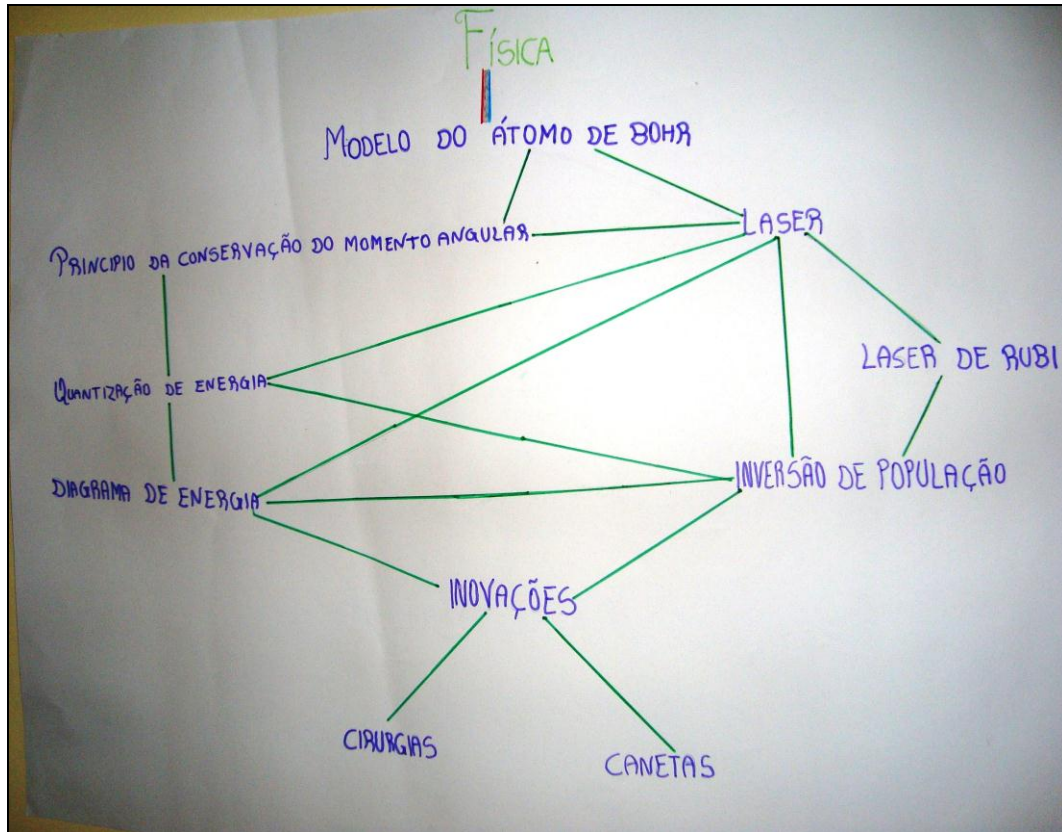 FÍSICA
MODELO DO ÁTOMO DE BOHR
LASER
PRINCIPIO DA CONSERVAÇÃO DO MOMENTO ANGULAR
LASER DE RUBI
QUANTIZAÇÃO DE ENERGIA
INVERSÃO DE POPULAÇÃO
DIAGRAMA DE ENERGIA
INOVAÇÕES
CIRURGIAS
CANETAS